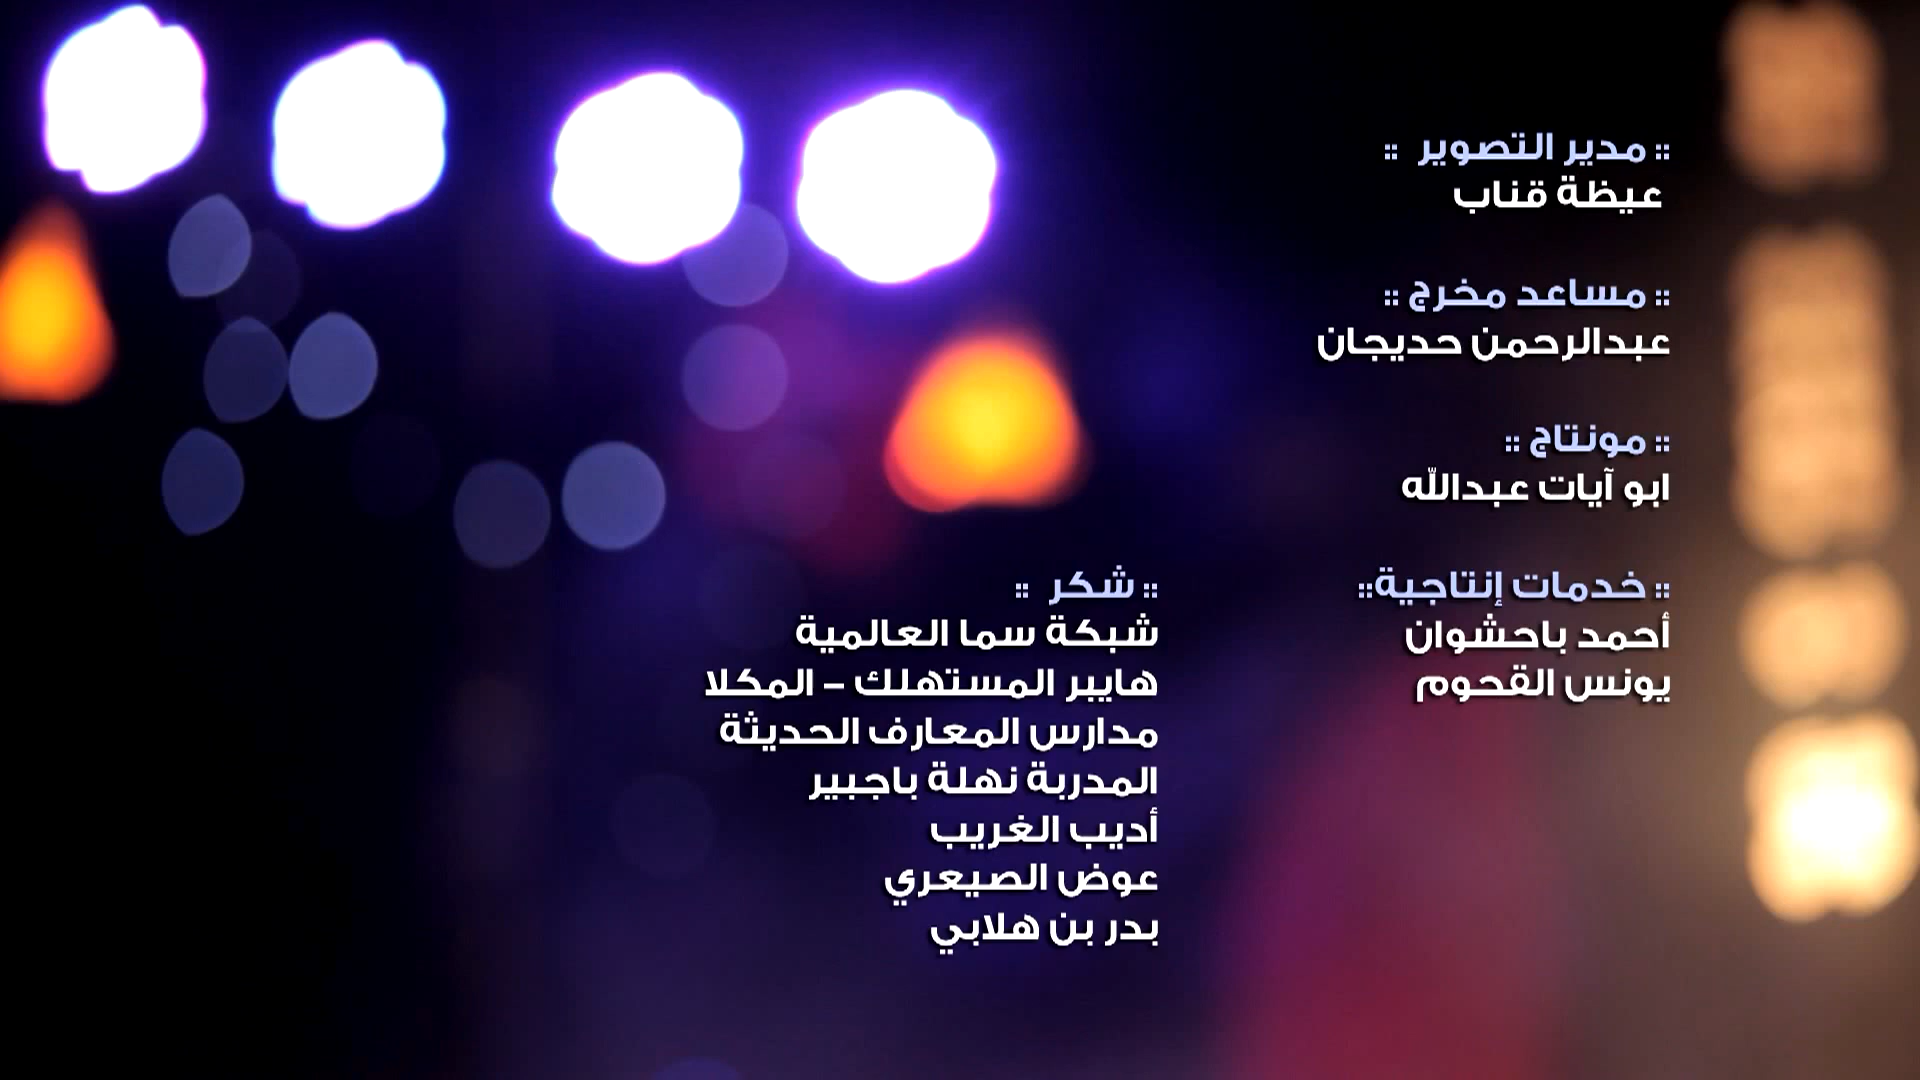 :: مدير التصوير ::
عيظة قناب
:: مساعد مخرج ::
عبدالرحمن حديجان
:: مونتاج ::
ابو آيات عبدالله
:: خدمات إنتاجية::
أحمد باحشوان
يونس القحوم
:: شكر ::
شبكة سما العالمية
هايبر المستهلك – المكلا
مدارس المعارف الحديثة
المدربة نهلة باجبير
أديب الغريب
عوض الصيعري
بدر بن هلابي